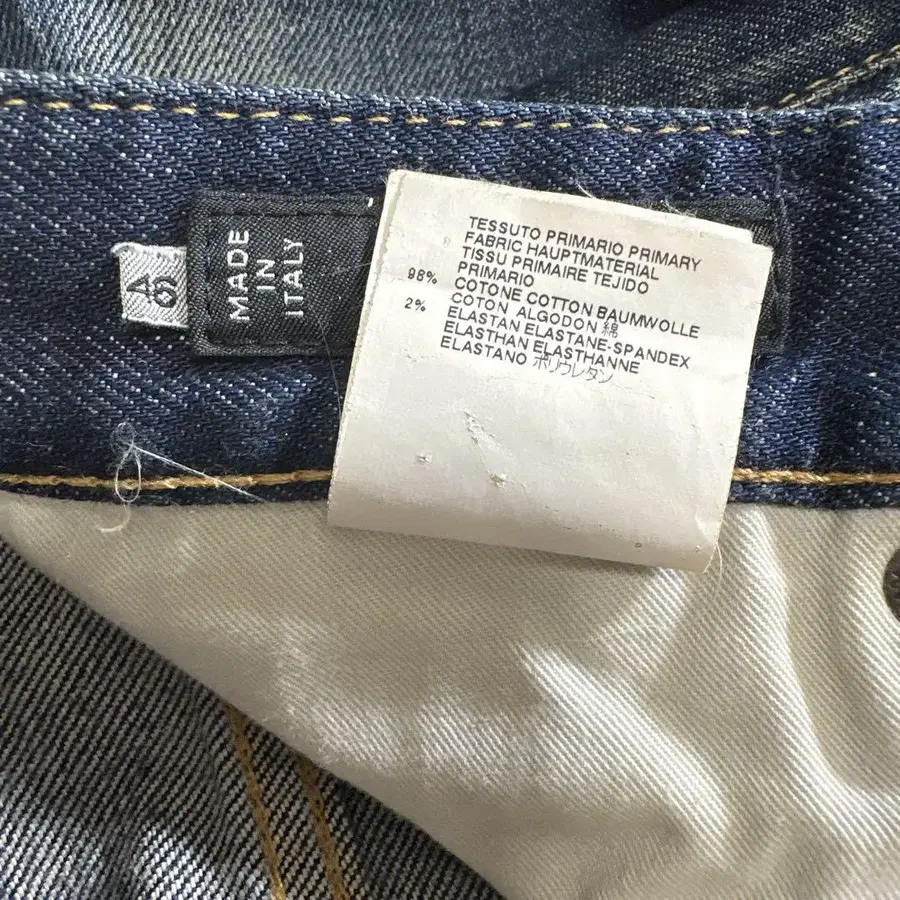 46
MADE
IN
ITALY
TESSUTO PRIMARIO PRIMARY
FABRIC HAUPTMATERIAL
TISSU PRIMAIRE TEJIDO
PRIMARIO
98% COTONE COTTON BAUMWOLLE
COTON ALGODON 綿
2% ELASTAN ELASTANE-SPANDEX
ELASTHAN ELASTHANNE
ELASTANO ポリウレタン